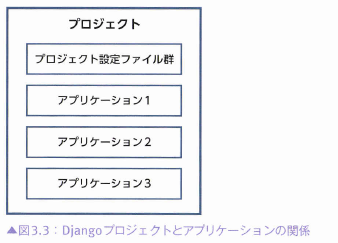 プロジェクト
プロジェクト設定ファイル群
アプリケーション1
アプリケーション2
アプリケーション3
▲図3.3：Djangoプロジェクトとアプリケーションの関係